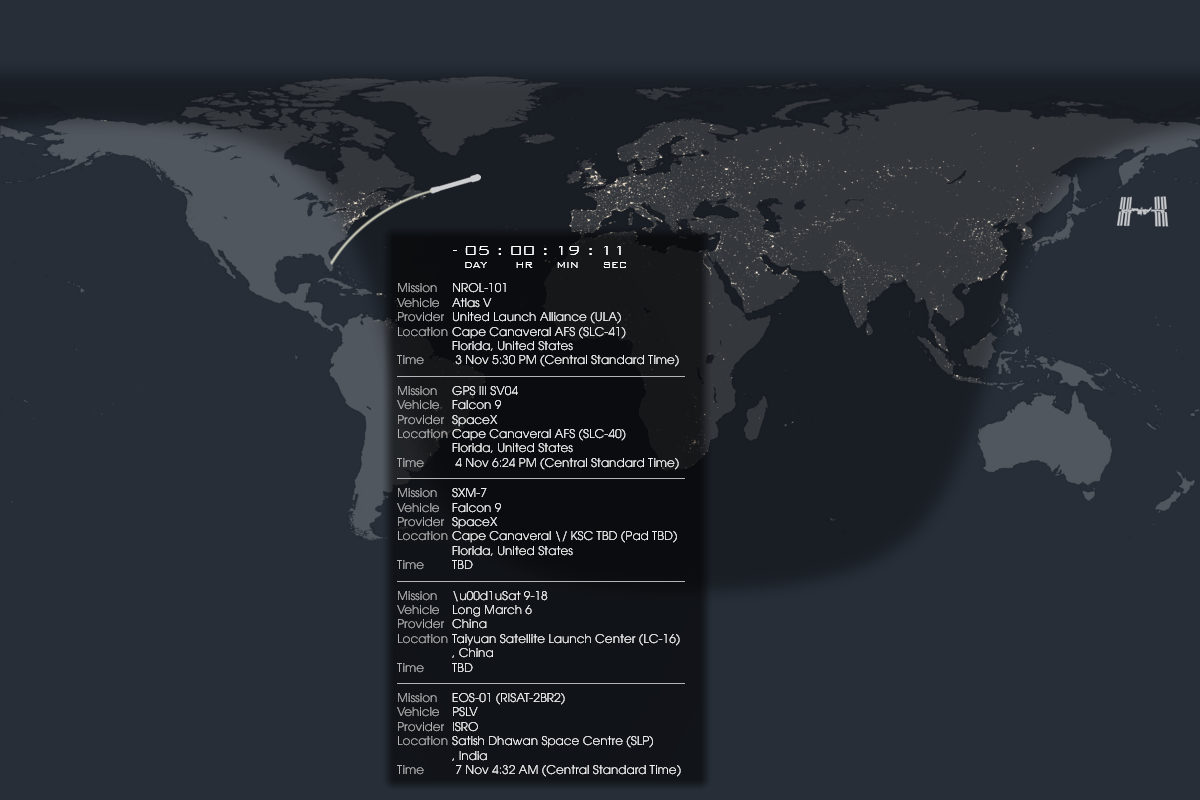 - 05 : 00 : 19 : 11
DAY HR MIN SEC
Mission NROL-101
Vehicle Atlas V
Provider United Launch Alliance (ULA)
Location Cape Canaveral AFS (SLC-41)
Florida, United States
Time 3 Nov 5:30 PM (Central Standard Time)
Mission GPS III SV04
Vehicle Falcon 9
Provider SpaceX
Location Cape Canaveral AFS (SLC-40)
Florida, United States
Time 4 Nov 6:24 PM (Central Standard Time)
Mission SXM-7
Vehicle Falcon 9
Provider SpaceX
Location Cape Canaveral \/ KSC TBD (Pad TBD)
Florida, United States
Time TBD
Mission \u00d1uSat 9-18
Vehicle Long March 6
Provider China
Location Taiyuan Satellite Launch Center (LC-16)
, China
Time TBD
Mission EOS-01 (RISAT-2BR2)
Vehicle PSLV
Provider ISRO
Location Satish Dhawan Space Centre (SLP)
, India
Time 7 Nov 4:32 AM (Central Standard Time)